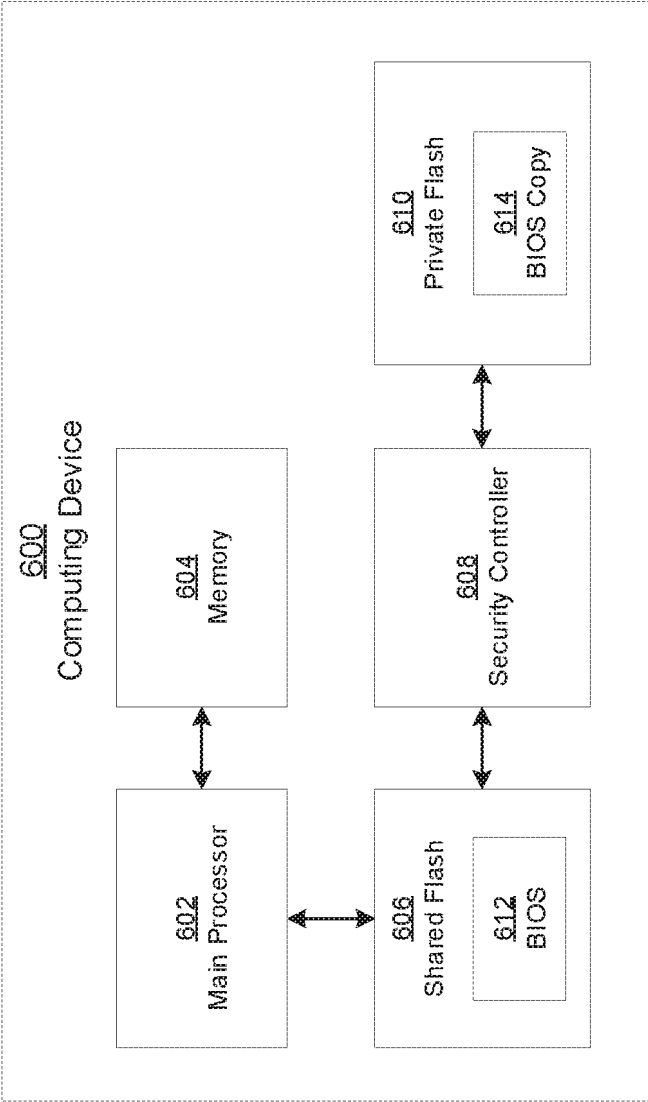 600
Computing Device
602
Main Processor
604
Memory
606
Shared Flash
612
BIOS
608
Security Controller
610
Private Flash
614
BIOS Copy